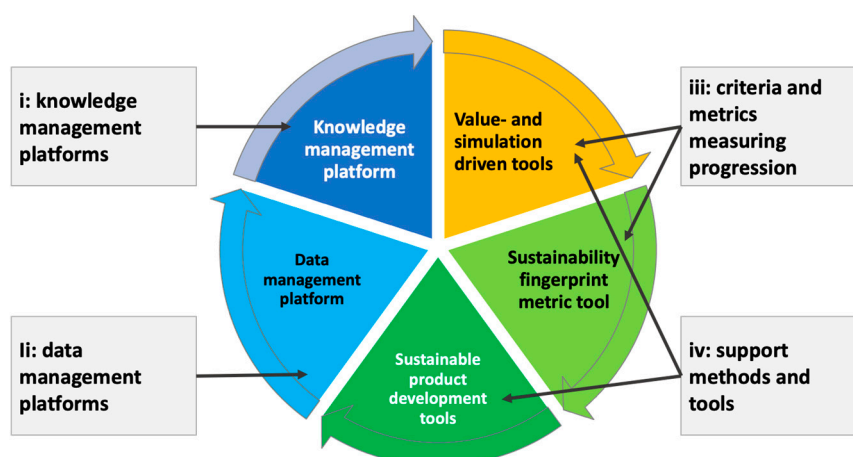 i: knowledge
management
platforms
Knowledge
management
platform
Value- and
simulation
driven tools
iii: criteria and
metrics
measuring
progression
Data
management
platform
Sustainability
fingerprint
metric tool
Ii: data
management
platforms
Sustainable
product
development
tools
iv: support
methods and
tools